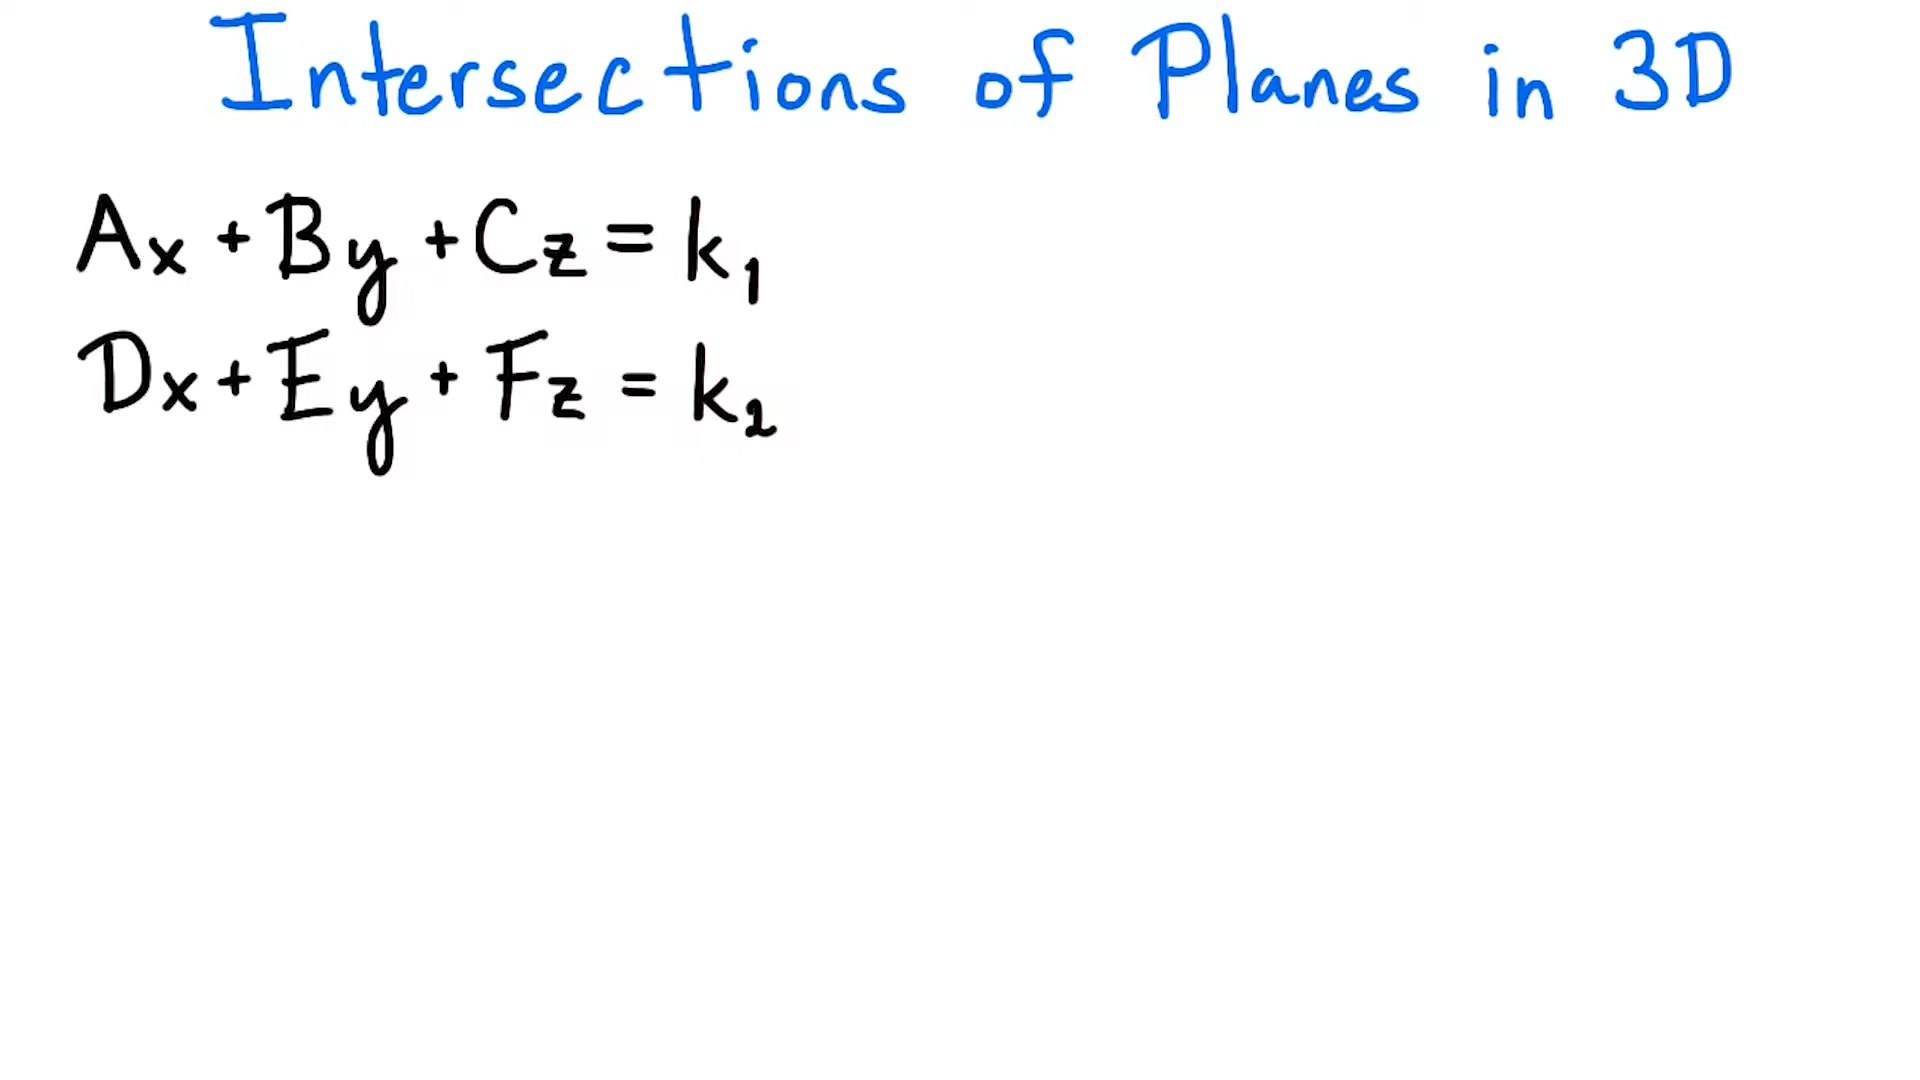 Intersections of Planes in 3D
Ax + By + Cz = k₁
Dx + Ey + Fz = k₂